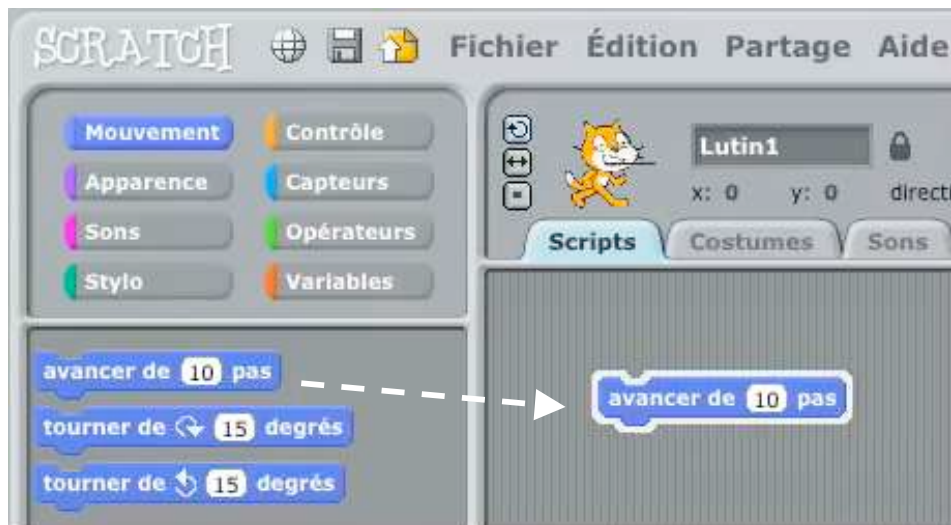 SCRATCH Fichier Édition Partage Aide
Mouvement Contrôle
Apparence Capteurs
Sons Opérateurs
Stylo Variables
Lutin1
x: 0 y: 0 direct
Scripts Costumes Sons
avancer de 10 pas
tourner de 15 degrés
tourner de 15 degrés
avancer de 10 pas